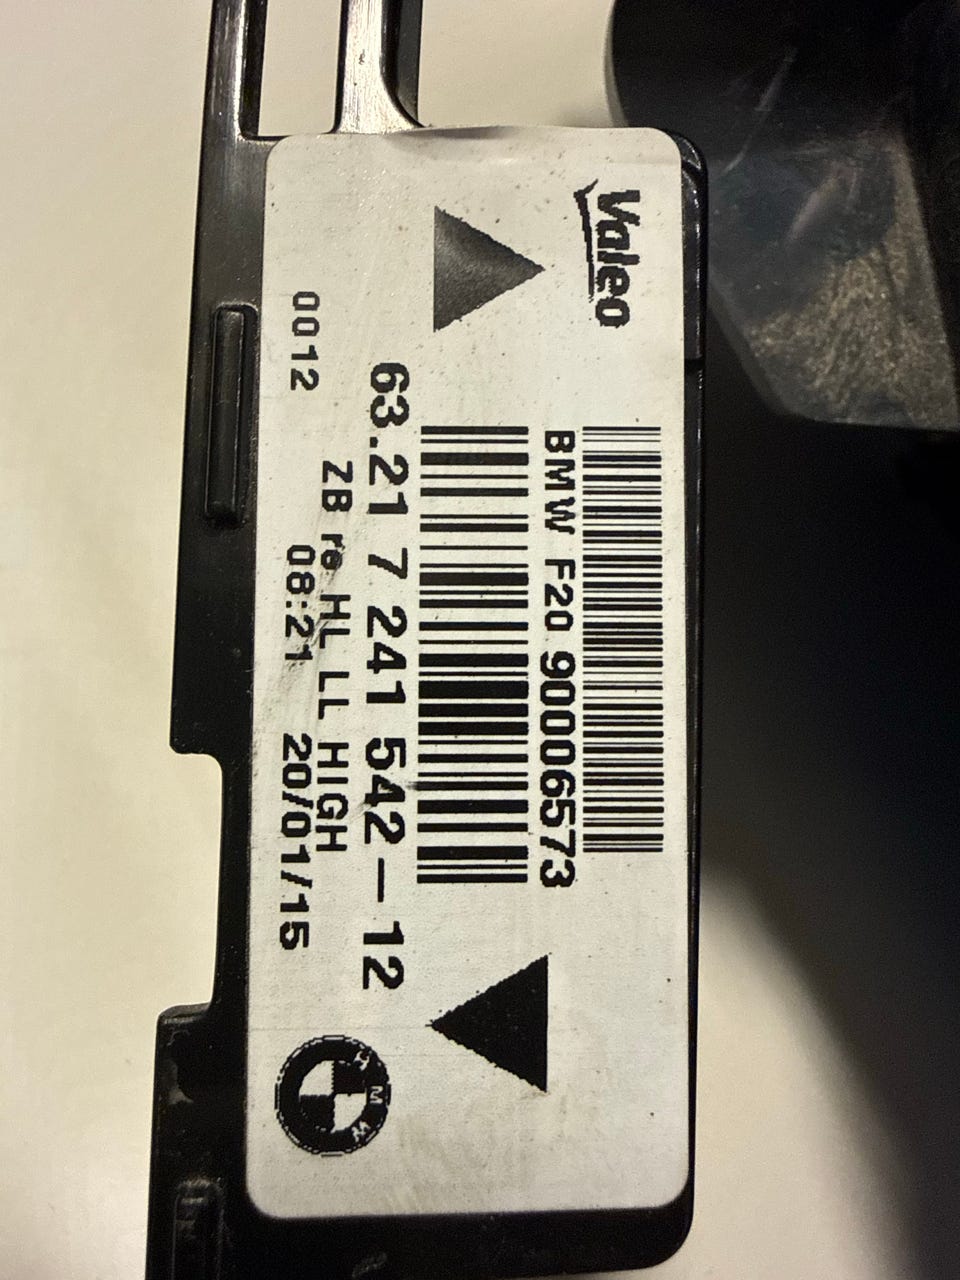 Valeo
BMW F20 90006573
63.21 7 241 542-12
ZB re HL LL HIGH
0012 08:21 20/01/15
BMW